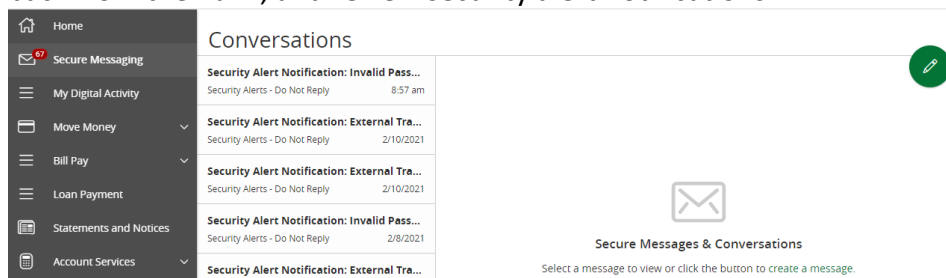 Home
67
Secure Messaging
My Digital Activity
Move Money
Bill Pay
Loan Payment
Statements and Notices
Account Services
Conversations
Security Alert Notification: Invalid Pass...
Security Alerts - Do Not Reply 8:57 am
Security Alert Notification: External Tra...
Security Alerts - Do Not Reply 2/10/2021
Security Alert Notification: External Tra...
Security Alerts - Do Not Reply 2/10/2021
Security Alert Notification: Invalid Pass...
Security Alerts - Do Not Reply 2/8/2021
Security Alert Notification: External Tra...
Secure Messages & Conversations
Select a message to view or click the button to create a message.